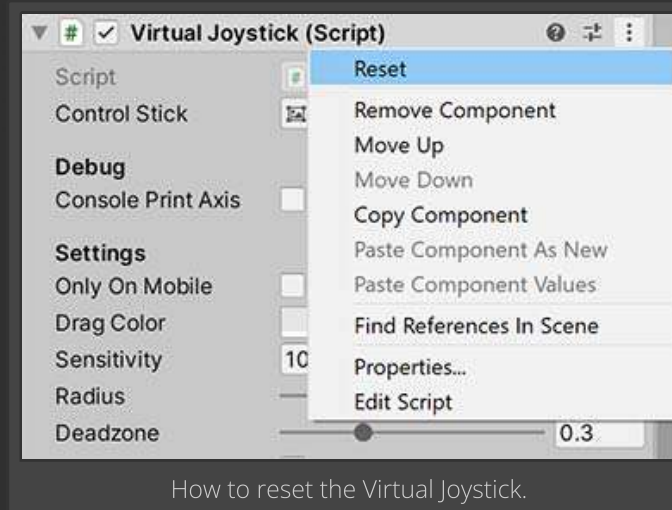 Virtual Joystick (Script)
Script
Control Stick
Debug
Console Print Axis
Settings
Only On Mobile
Drag Color
Sensitivity 10
Radius
Deadzone 0.3
Reset
Remove Component
Move Up
Move Down
Copy Component
Paste Component As New
Paste Component Values
Find References In Scene
Properties...
Edit Script
How to reset the Virtual Joystick.